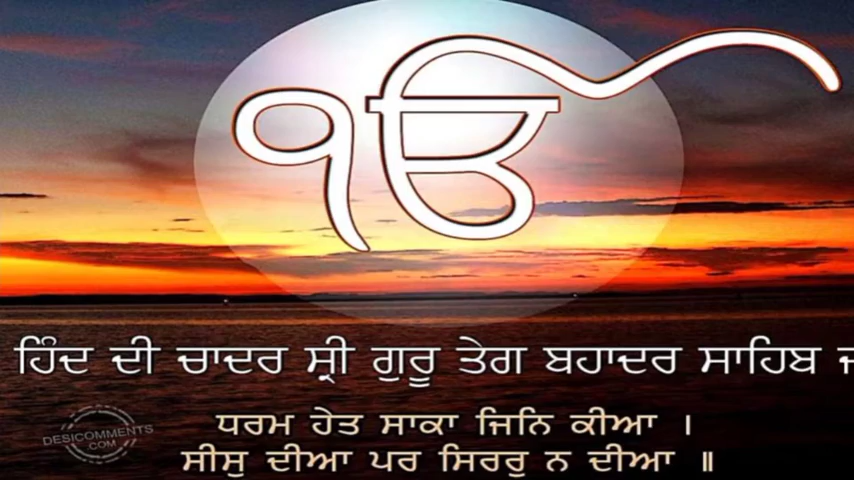 ੴ
ਹਿੰਦ ਦੀ ਚਾਦਰ ਸ੍ਰੀ ਗੁਰੂ ਤੇਗ ਬਹਾਦਰ ਸਾਹਿਬ
ਧਰਮ ਹੇਤ ਸਾਕਾ ਜਿਨਿ ਕੀਆ ।
ਸੀਸੁ ਦੀਆ ਪਰ ਸਿਰਰੁ ਨ ਦੀਆ ॥
DESICOMMENTS
.COM